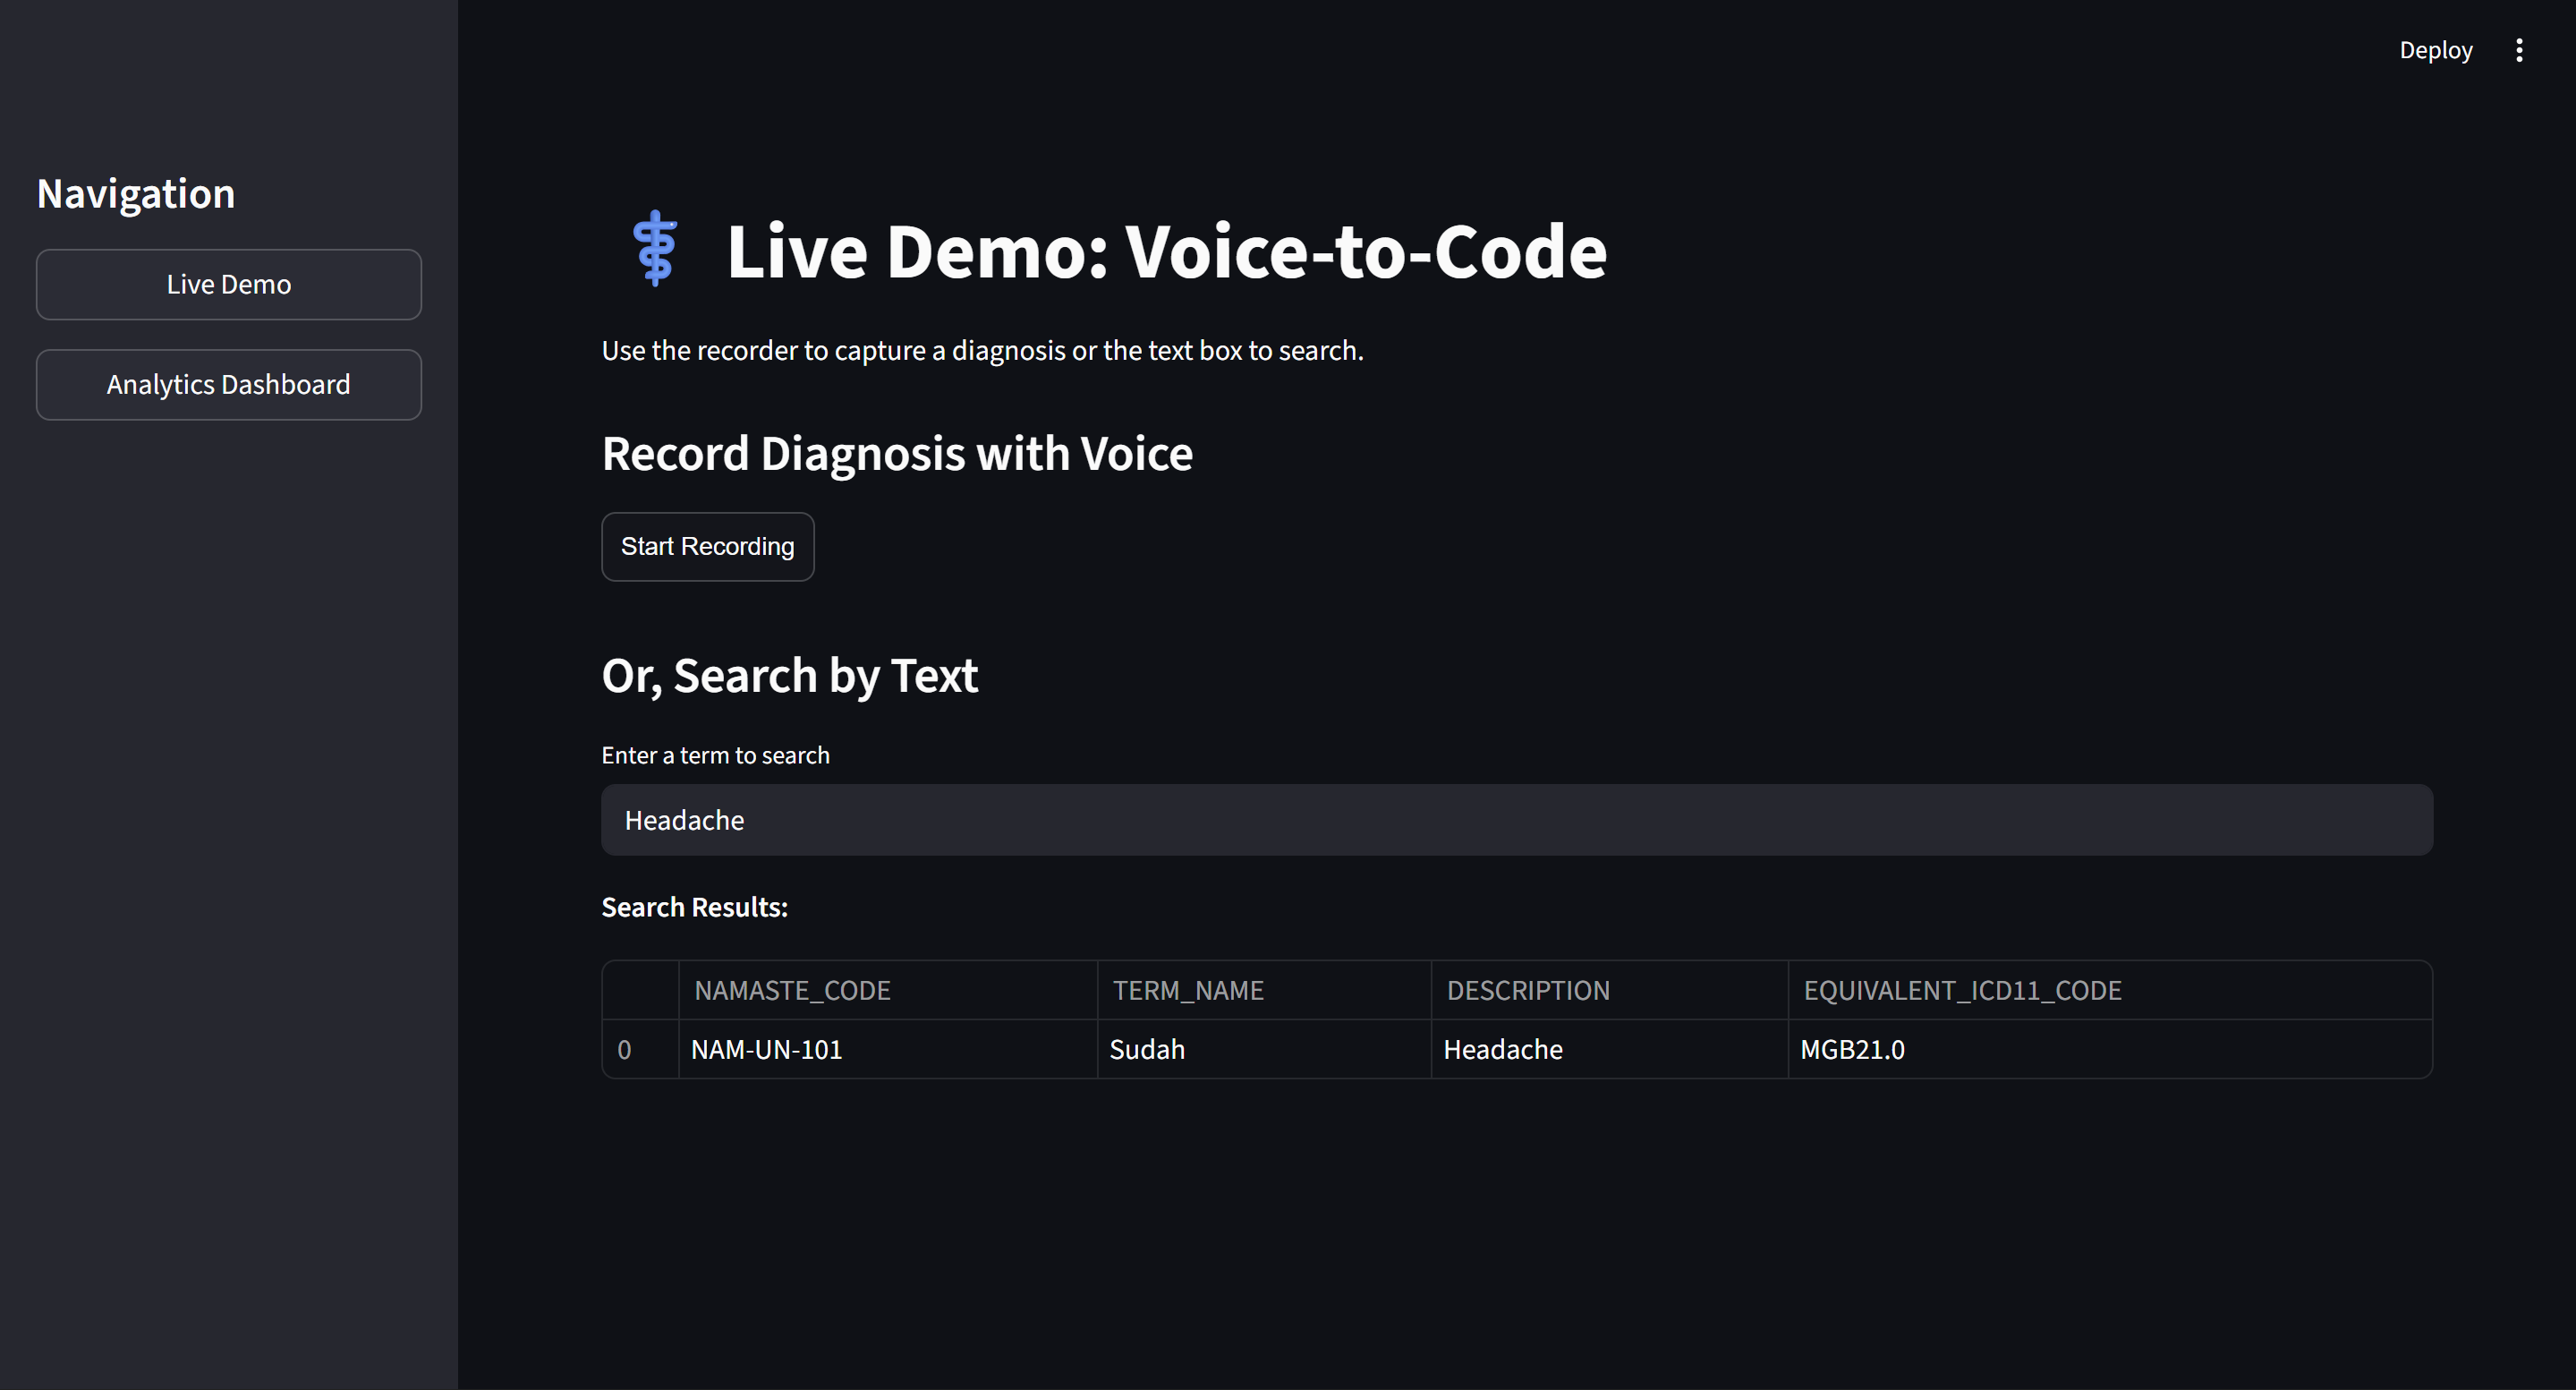 Deploy
Navigation
Live Demo
Analytics Dashboard
Live Demo: Voice-to-Code
Use the recorder to capture a diagnosis or the text box to search.
Record Diagnosis with Voice
Start Recording
Or, Search by Text
Enter a term to search
Headache
Search Results:
NAMASTE_CODE TERM_NAME DESCRIPTION EQUIVALENT_ICD11_CODE
0 NAM-UN-101 Sudah Headache MGB21.0